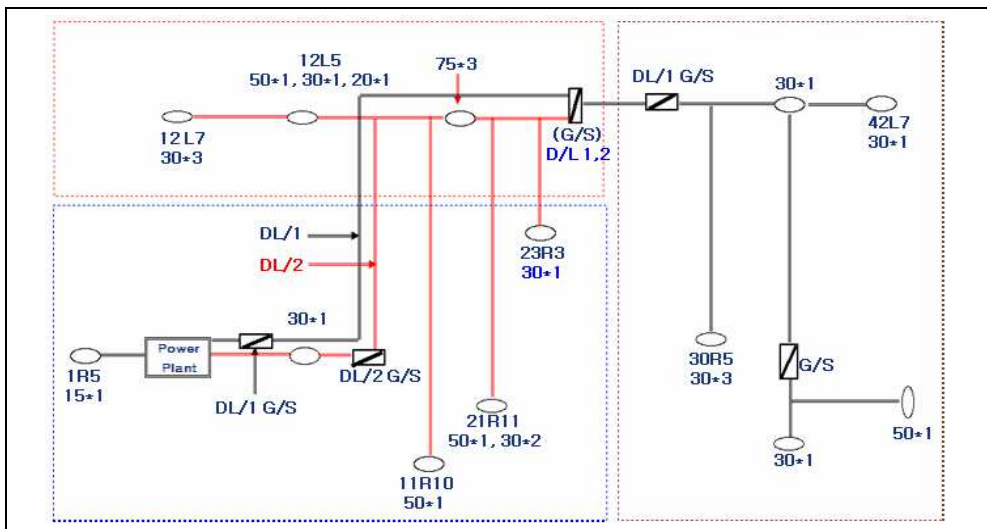 12L5
50*1, 30*1, 20*1
75*3
DL/1 G/S
30*1
12L7
30*3
(G/S)
D/L 1,2
42L7
30*1
DL/1
DL/2
23R3
30*1
30*1
Power
Plant
1R5
15*1
DL/2 G/S
DL/1 G/S
30R5
30*3
G/S
21R11
50*1, 30*2
50*1
11R10
50*1
30*1